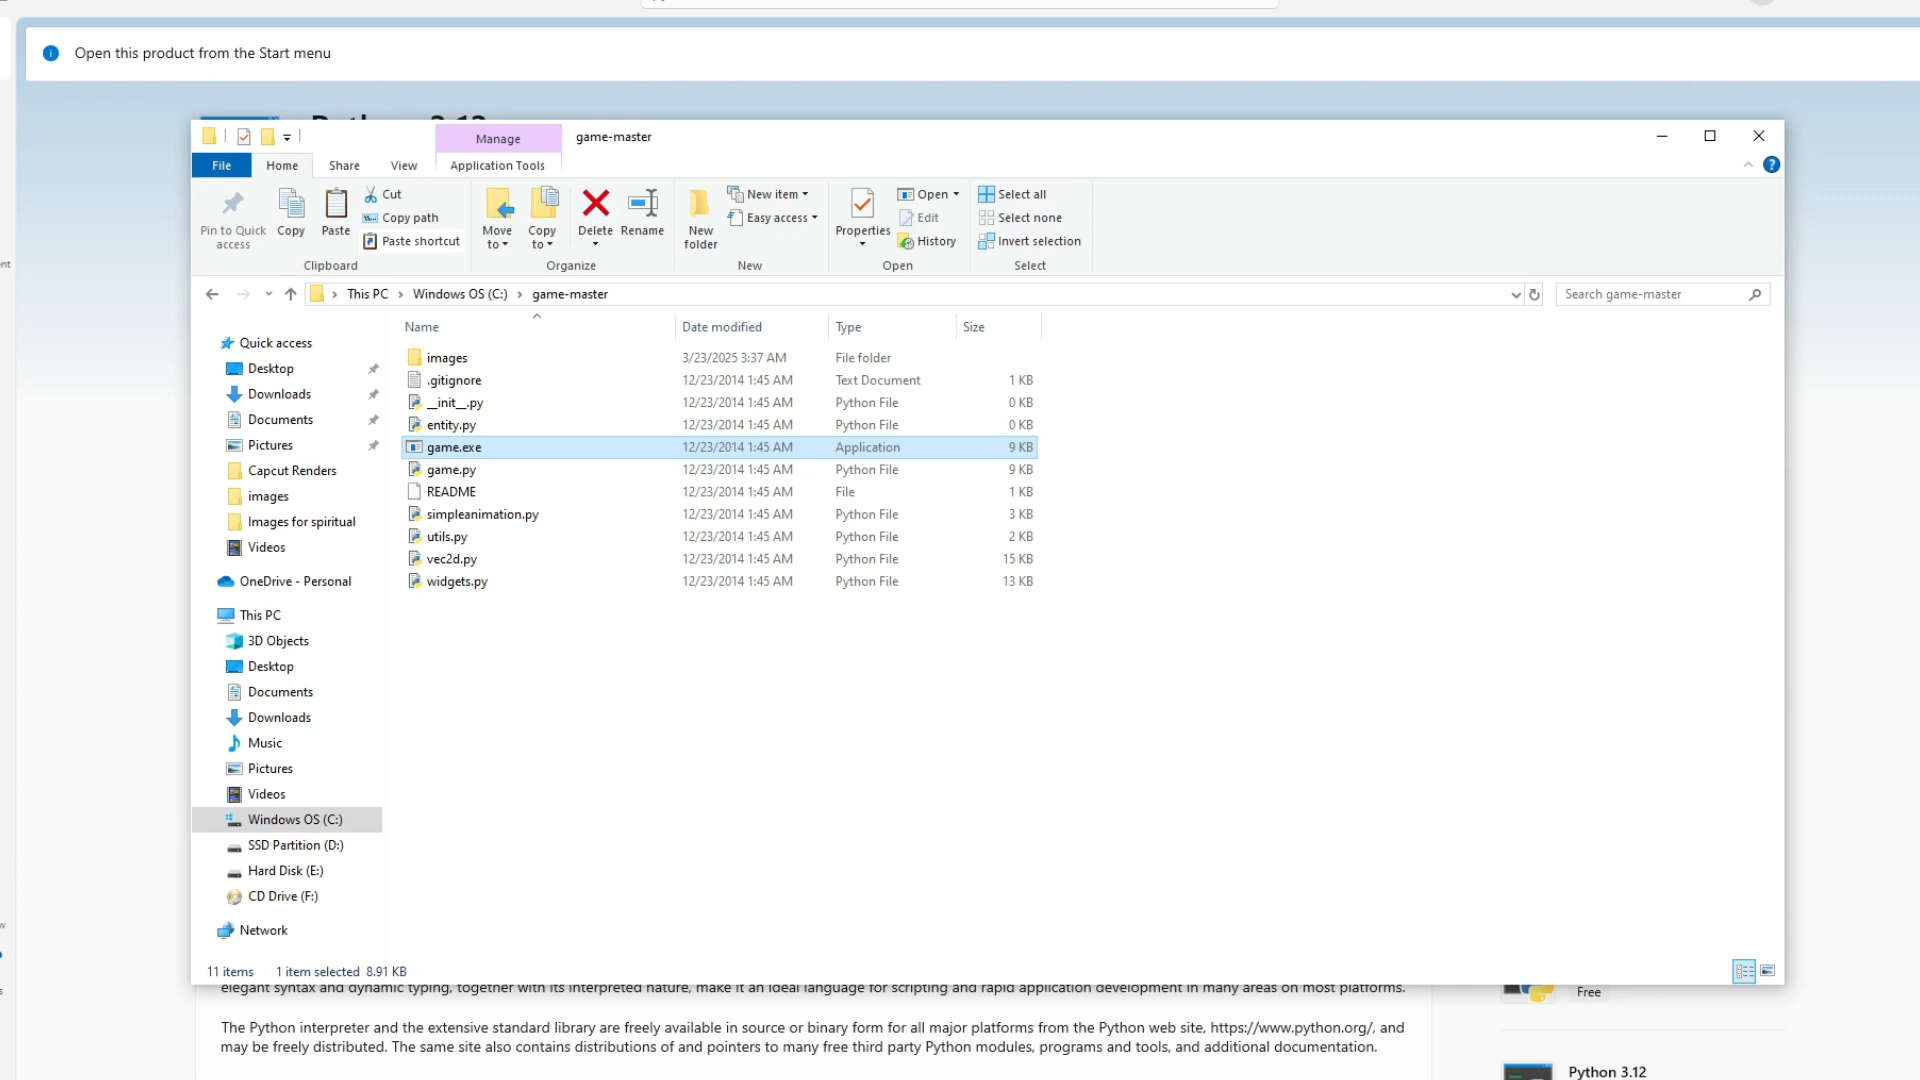 Open this product from the Start menu
Manage
game-master
File
Home
Share
View
Application Tools
Pin to Quick access
Copy
Paste
Cut
Copy path
Paste shortcut
Clipboard
Move to
Copy to
Delete
Rename
Organize
New folder
New item
Easy access
New
Properties
Open
Edit
History
Open
Select all
Select none
Invert selection
Select
This PC > Windows OS (C:) > game-master
Search game-master
Name Date modified Type Size
images 3/23/2025 3:37 AM File folder
.gitignore 12/23/2014 1:45 AM Text Document 1 KB
__init__.py 12/23/2014 1:45 AM Python File 0 KB
entity.py 12/23/2014 1:45 AM Python File 0 KB
game.exe 12/23/2014 1:45 AM Application 9 KB
game.py 12/23/2014 1:45 AM Python File 9 KB
README 12/23/2014 1:45 AM File 1 KB
simpleanimation.py 12/23/2014 1:45 AM Python File 3 KB
utils.py 12/23/2014 1:45 AM Python File 2 KB
vec2d.py 12/23/2014 1:45 AM Python File 15 KB
widgets.py 12/23/2014 1:45 AM Python File 13 KB
Quick access
Desktop
Downloads
Documents
Pictures
Capcut Renders
images
Images for spiritual
Videos
OneDrive - Personal
This PC
3D Objects
Desktop
Documents
Downloads
Music
Pictures
Videos
Windows OS (C:)
SSD Partition (D:)
Hard Disk (E:)
CD Drive (F:)
Network
11 items 1 item selected 8.91 KB
elegant syntax and dynamic typing, together with its interpreted nature, make it an ideal language for scripting and rapid application development in many areas on most platforms.
The Python interpreter and the extensive standard library are freely available in source or binary form for all major platforms from the Python web site, https://www.python.org/, and
may be freely distributed. The same site also contains distributions of and pointers to many free third party Python modules, programs and tools, and additional documentation.
Free
Python 3.12